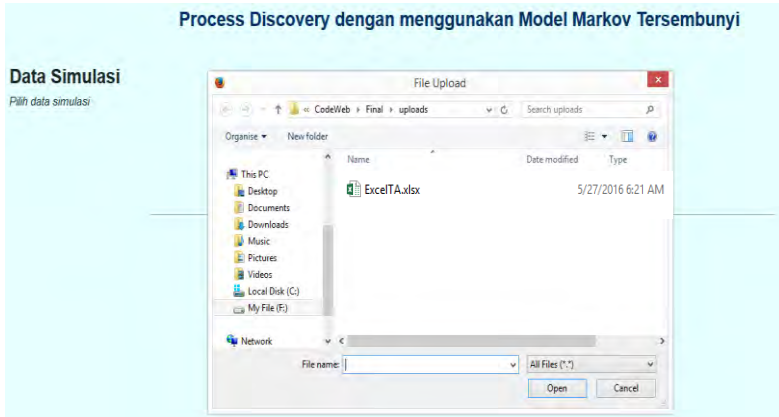 Process Discovery dengan menggunakan Model Markov Tersembunyi
Data Simulasi
Pilih data simulasi
File Upload
« CodeWeb › Final › uploads
Search uploads
Organise
New folder
Name
Date modified
Type
This PC
Desktop
Documents
Downloads
Music
Pictures
Videos
Local Disk (C:)
My File (F:)
Network
ExcelTA.xlsx
5/27/2016 6:21 AM
File name:
All Files (*.*)
Open
Cancel